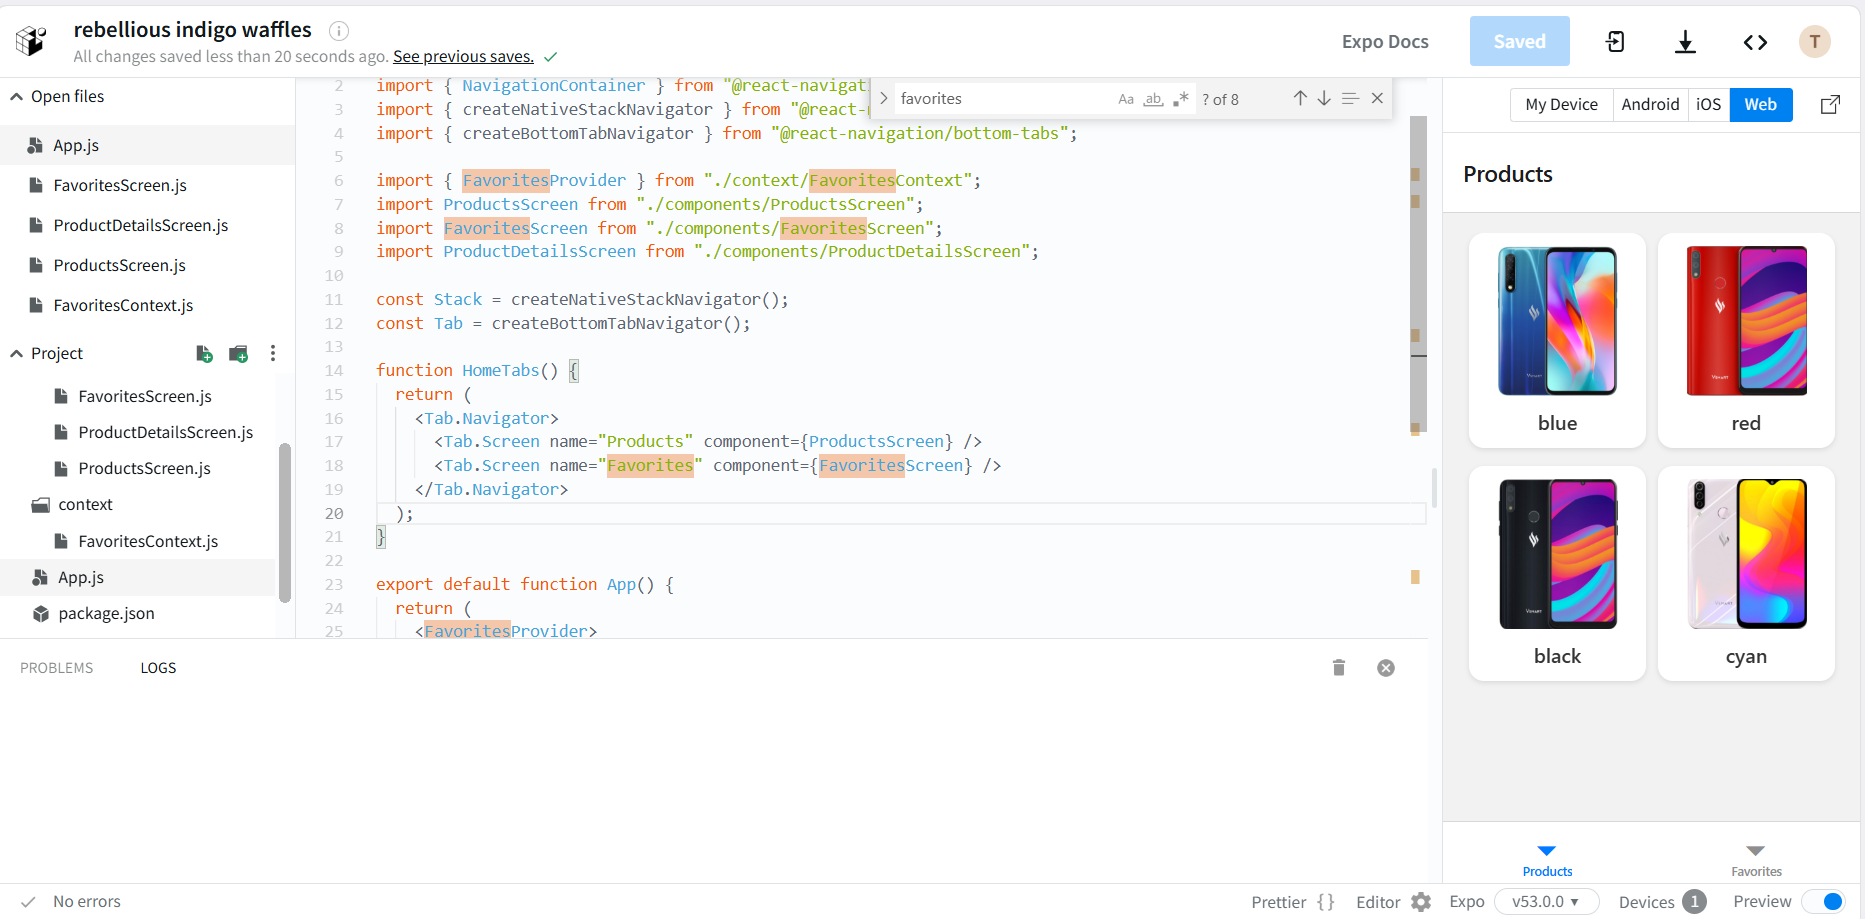 rebellious indigo waffles
All changes saved less than 20 seconds ago. See previous saves.
Expo Docs
Saved
T
Open files
App.js
FavoritesScreen.js
ProductDetailsScreen.js
ProductsScreen.js
FavoritesContext.js
Project
FavoritesScreen.js
ProductDetailsScreen.js
ProductsScreen.js
context
FavoritesContext.js
App.js
package.json
favorites
Aa
ab
? of 8
2 import { NavigationContainer } from "@react-navigati
3 import { createNativeStackNavigator } from "@react-n
4 import { createBottomTabNavigator } from "@react-navigation/bottom-tabs";
5
6 import { FavoritesProvider } from "./context/FavoritesContext";
7 import ProductsScreen from "./components/ProductsScreen";
8 import FavoritesScreen from "./components/FavoritesScreen";
9 import ProductDetailsScreen from "./components/ProductDetailsScreen";
10
11 const Stack = createNativeStackNavigator();
12 const Tab = createBottomTabNavigator();
13
14 function HomeTabs() {
15 return (
16 <Tab.Navigator>
17 <Tab.Screen name="Products" component={ProductsScreen} />
18 <Tab.Screen name="Favorites" component={FavoritesScreen} />
19 </Tab.Navigator>
20 );
21 }
22
23 export default function App() {
24 return (
25 <FavoritesProvider>
My Device
Android
iOS
Web
Products
blue
red
black
cyan
Products
Favorites
PROBLEMS
LOGS
No errors
Prettier { }
Editor
Expo
v53.0.0
Devices 1
Preview